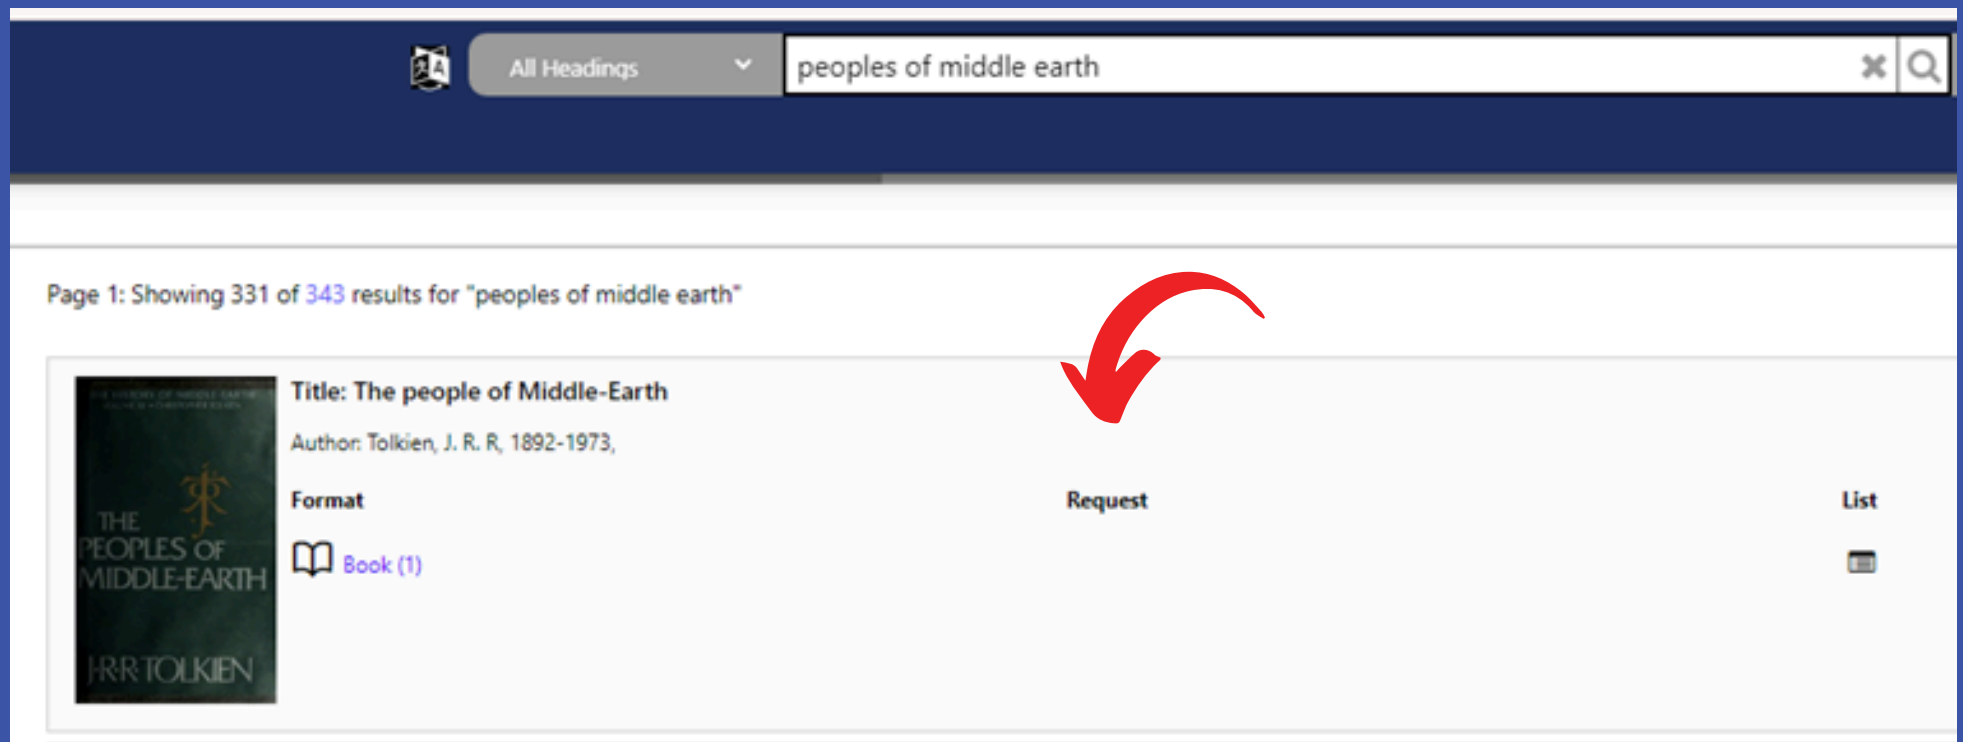 All Headings
peoples of middle earth
Page 1: Showing 331 of 343 results for "peoples of middle earth"
Title: The people of Middle-Earth
Author: Tolkien, J. R. R, 1892-1973,
Format
Request
List
Book (1)
THE
PEOPLES OF
MIDDLE-EARTH
J·R·R·TOLKIEN